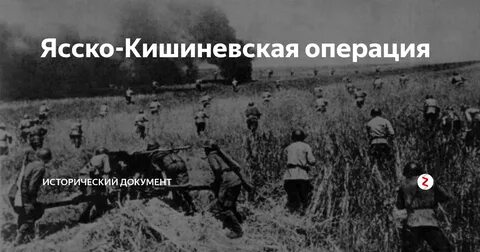 Ясско-Кишиневская операция
ИСТОРИЧЕСКИЙ ДОКУМЕНТ
Z